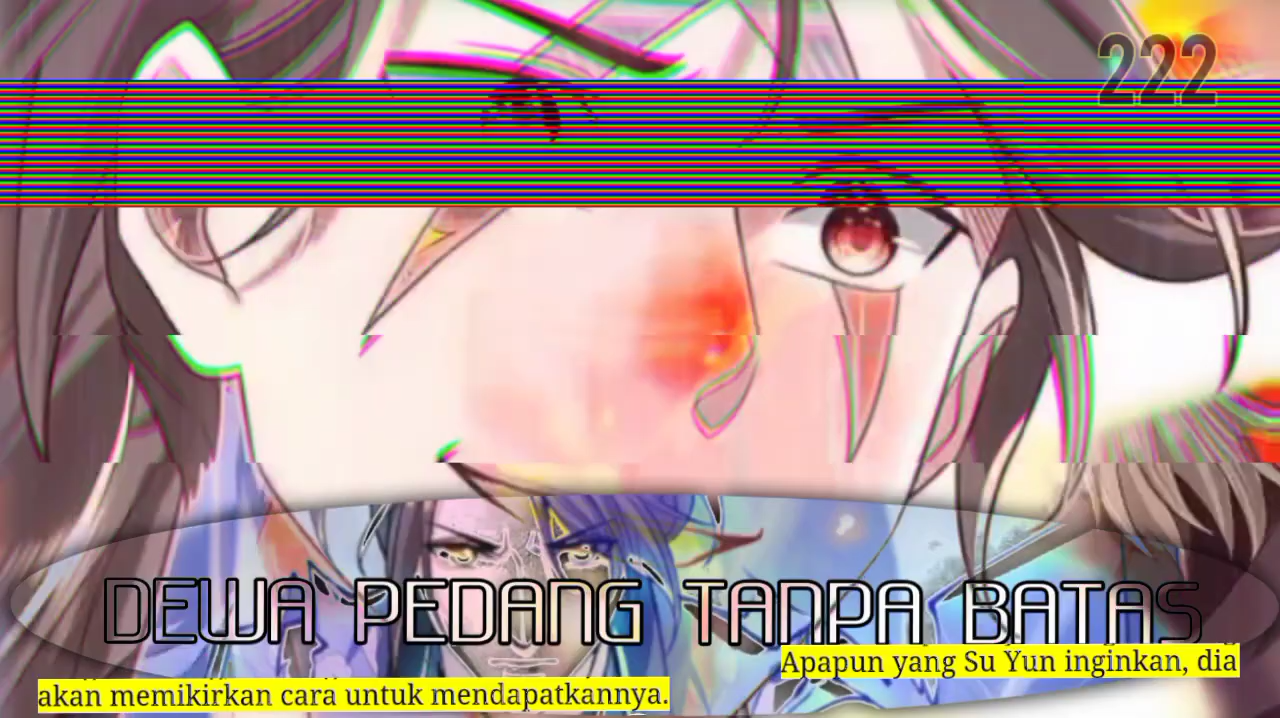 222
DEWA PEDANG TANPA BATAS
Apapun yang Su Yun inginkan, dia
akan memikirkan cara untuk mendapatkannya.